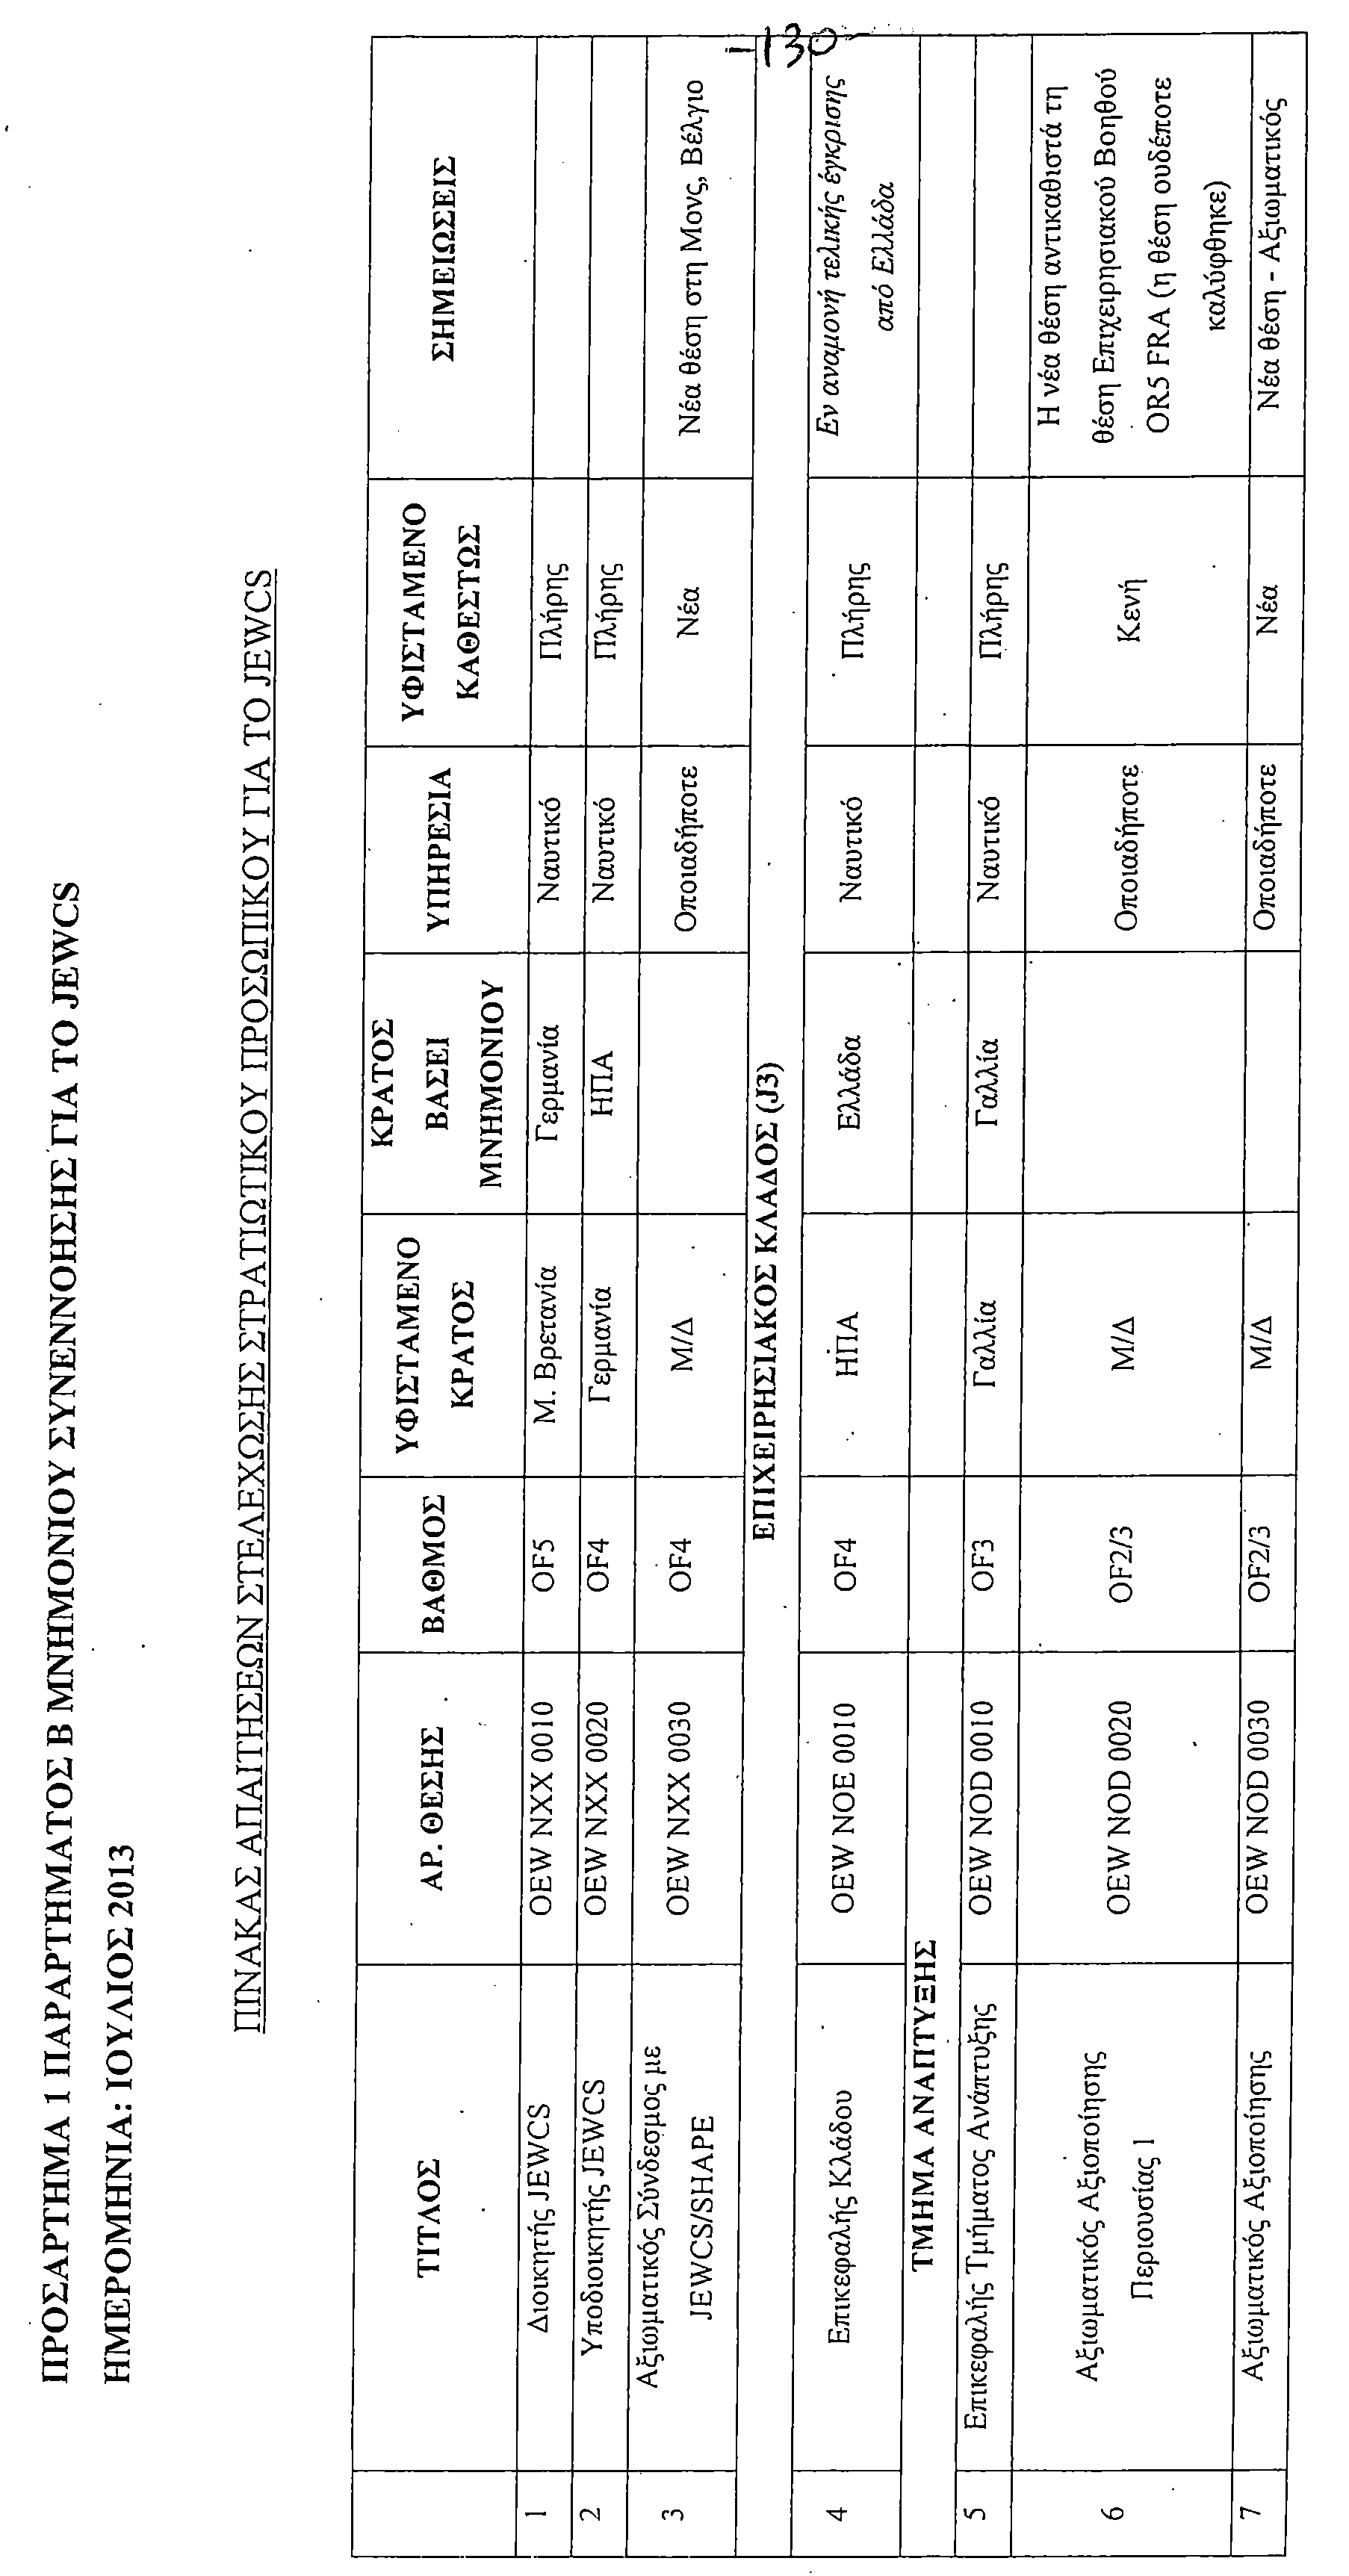 -130-
ΠΡΟΣΑΡΤΗΜΑ 1 ΠΑΡΑΡΤΗΜΑΤΟΣ Β ΜΝΗΜΟΝΙΟΥ ΣΥΝΕΝΝΟΗΣΗΣ ΓΙΑ ΤΟ JEWCS
ΗΜΕΡΟΜΗΝΙΑ: ΙΟΥΛΙΟΣ 2013
ΠΙΝΑΚΑΣ ΑΠΑΙΤΗΣΕΩΝ ΣΤΕΛΕΧΩΣΗΣ ΣΤΡΑΤΙΩΤΙΚΟΥ ΠΡΟΣΩΠΙΚΟΥ ΓΙΑ ΤΟ JEWCS
ΤΙΤΛΟΣ
ΑΡ. ΘΕΣΗΣ
ΒΑΘΜΟΣ
ΥΦΙΣΤΑΜΕΝΟ
ΚΡΑΤΟΣ
ΚΡΑΤΟΣ
ΒΑΣΕΙ
ΜΝΗΜΟΝΙΟΥ
ΥΠΗΡΕΣΙΑ
ΥΦΙΣΤΑΜΕΝΟ
ΚΑΘΕΣΤΩΣ
ΣΗΜΕΙΩΣΕΙΣ
1 Διοικητής JEWCS OEW NXX 0010 OF5 Μ. Βρετανία Γερμανία Ναυτικό Πλήρης
2 Υποδιοικητής JEWCS OEW NXX 0020 OF4 Γερμανία ΗΠΑ Ναυτικό Πλήρης
3 Αξιωματικός Σύνδεσμος με
JEWCS/SHAPE
OEW NXX 0030 OF4 Μ/Δ Οποιαδήποτε Νέα Νέα θέση στη Μονς, Βέλγιο
ΕΠΙΧΕΙΡΗΣΙΑΚΟΣ ΚΛΑΔΟΣ (J3)
4 Επικεφαλής Κλάδου OEW NOE 0010 OF4 ΗΠΑ Ελλάδα Ναυτικό Πλήρης
Εν αναμονή τελικής έγκρισης
από Ελλάδα
ΤΜΗΜΑ ΑΝΑΠΤΥΞΗΣ
5 Επικεφαλής Τμήματος Ανάπτυξης OEW NOD 0010 OF3 Γαλλία Γαλλία Ναυτικό Πλήρης
6 Αξιωματικός Αξιοποίησης
Περιουσίας 1
OEW NOD 0020 OF2/3 Μ/Δ Οποιαδήποτε Κενή
Η νέα θέση αντικαθιστά τη
θέση Επιχειρησιακού Βοηθού
OR5 FRA (η θέση ουδέποτε
καλύφθηκε)
7 Αξιωματικός Αξιοποίησης OEW NOD 0030 OF2/3 Μ/Δ Οποιαδήποτε Νέα Νέα θέση - Αξιωματικός